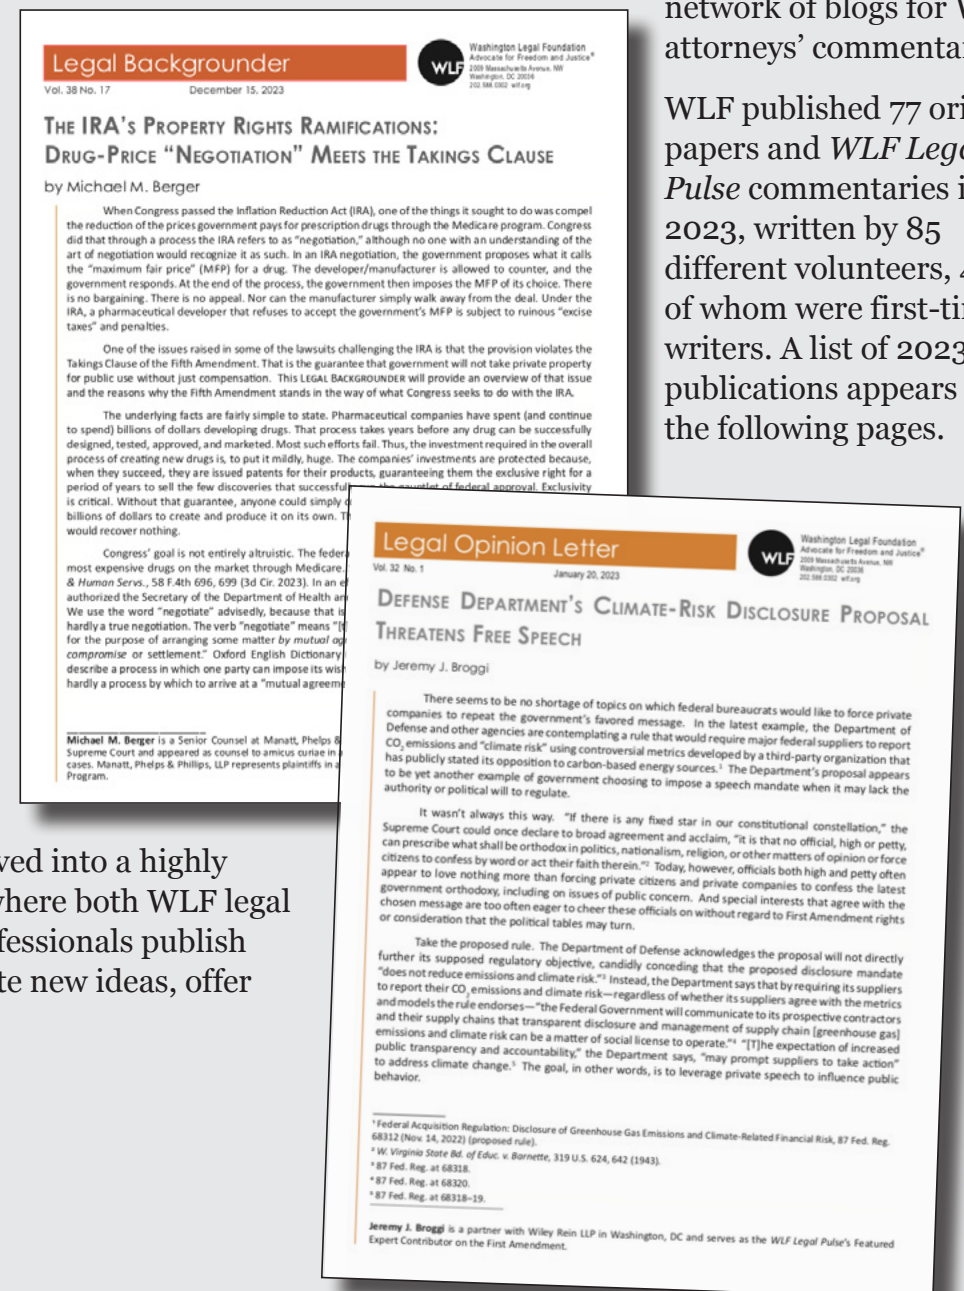 network of blogs for
attorneys’
WLF published 77
papers and WLF
Pulse commentaries
2023, written by 85
different volunteers,
of whom were
writers. A list of 2023
publications appears
the following pages.
Legal Backgrounder
WLF
Washington Legal Foundation
Advocate for Freedom and Justice®
2009 Massachusetts Avenue, NW
Washington, DC 20036
202.588.0302 wlf.org
Vol. 38 No. 17 December 15, 2023
THE IRA’S PROPERTY RIGHTS RAMIFICATIONS:
DRUG-PRICE “NEGOTIATION” MEETS THE TAKINGS CLAUSE
by Michael M. Berger
When Congress passed the Inflation Reduction Act (IRA), one of the things it sought to do was compel
the reduction of the prices government pays for prescription drugs through the Medicare program. Congress
did that through a process the IRA refers to as “negotiation,” although no one with an understanding of the
art of negotiation would recognize it as such. In an IRA negotiation, the government proposes what it calls
the “maximum fair price” (MFP) for a drug. The developer/manufacturer is allowed to counter, and the
government responds. At the end of the process, the government then imposes the MFP of its choice. There
is no bargaining. There is no appeal. Nor can the manufacturer simply walk away from the deal. Under the
IRA, a pharmaceutical developer that refuses to accept the government’s MFP is subject to ruinous “excise
taxes” and penalties.
One of the issues raised in some of the lawsuits challenging the IRA is that the provision violates the
Takings Clause of the Fifth Amendment. That is the guarantee that government will not take private property
for public use without just compensation. This LEGAL BACKGROUNDER will provide an overview of that issue
and the reasons why the Fifth Amendment stands in the way of what Congress seeks to do with the IRA.
The underlying facts are fairly simple to state. Pharmaceutical companies have spent (and continue
to spend) billions of dollars developing drugs. That process takes years before any drug can be successfully
designed, tested, approved, and marketed. Most such efforts fail. Thus, the investment required in the overall
process of creating new drugs is, to put it mildly, huge. The companies’ investments are protected because,
when they succeed, they are issued patents for their products, guaranteeing them the exclusive right for a
period of years to sell the few discoveries that successfully run the gauntlet of federal approval. Exclusivity
is critical. Without that guarantee, anyone could simply
billions of dollars to create and produce it on its own.
would recover nothing.
Congress’ goal is not entirely altruistic. The
most expensive drugs on the market through Medicare.
& Human Servs., 58 F.4th 696, 699 (3d Cir. 2023). In an
authorized the Secretary of the Department of Health
We use the word “negotiate” advisedly, because that is
hardly a true negotiation. The verb “negotiate” means
for the purpose of arranging some matter by mutual
compromise or settlement.” Oxford English Dictionary
describe a process in which one party can impose its
hardly a process by which to arrive at a “mutual
Michael M. Berger is a Senior Counsel at Manatt, Phelps &
Supreme Court and appeared as counsel to amicus curiae in
cases. Manatt, Phelps & Phillips, LLP represents plaintiffs in
Program.
ved into a highly
where both WLF legal
fessionals publish
te new ideas, offer
Legal Opinion Letter
WLF
Washington Legal Foundation
Advocate for Freedom and Justice®
2009 Massachusetts Avenue, NW
Washington, DC 20036
202.588.0302 wlf.org
Vol. 32 No. 1 January 20, 2023
DEFENSE DEPARTMENT’S CLIMATE-RISK DISCLOSURE PROPOSAL
THREATENS FREE SPEECH
by Jeremy J. Broggi
There seems to be no shortage of topics on which federal bureaucrats would like to force private
companies to repeat the government’s favored message. In the latest example, the Department of
Defense and other agencies are contemplating a rule that would require major federal suppliers to report
CO₂ emissions and “climate risk” using controversial metrics developed by a third-party organization that
has publicly stated its opposition to carbon-based energy sources.¹ The Department’s proposal appears
to be yet another example of government choosing to impose a speech mandate when it may lack the
authority or political will to regulate.
It wasn’t always this way. “If there is any fixed star in our constitutional constellation,” the
Supreme Court could once declare to broad agreement and acclaim, “it is that no official, high or petty,
can prescribe what shall be orthodox in politics, nationalism, religion, or other matters of opinion or force
citizens to confess by word or act their faith therein.”² Today, however, officials both high and petty often
appear to love nothing more than forcing private citizens and private companies to confess the latest
government orthodoxy, including on issues of public concern. And special interests that agree with the
chosen message are too often eager to cheer these officials on without regard to First Amendment rights
or consideration that the political tables may turn.
Take the proposed rule. The Department of Defense acknowledges the proposal will not directly
further its supposed regulatory objective, candidly conceding that the proposed disclosure mandate
“does not reduce emissions and climate risk.”³ Instead, the Department says that by requiring its suppliers
to report their CO₂ emissions and climate risk—regardless of whether its suppliers agree with the metrics
and models the rule endorses—“the Federal Government will communicate to its prospective contractors
and their supply chains that transparent disclosure and management of supply chain [greenhouse gas]
emissions and climate risk can be a matter of social license to operate.”⁴ “[T]he expectation of increased
public transparency and accountability,” the Department says, “may prompt suppliers to take action”
to address climate change.⁵ The goal, in other words, is to leverage private speech to influence public
behavior.
¹ Federal Acquisition Regulation: Disclosure of Greenhouse Gas Emissions and Climate-Related Financial Risk, 87 Fed. Reg.
68312 (Nov. 14, 2022) (proposed rule).
² W. Virginia State Bd. of Educ. v. Barnette, 319 U.S. 624, 642 (1943).
³ 87 Fed. Reg. at 68318.
⁴ 87 Fed. Reg. at 68320.
⁵ 87 Fed. Reg. at 68318–19.
Jeremy J. Broggi is a partner with Wiley Rein LLP in Washington, DC and serves as the WLF Legal Pulse’s Featured
Expert Contributor on the First Amendment.